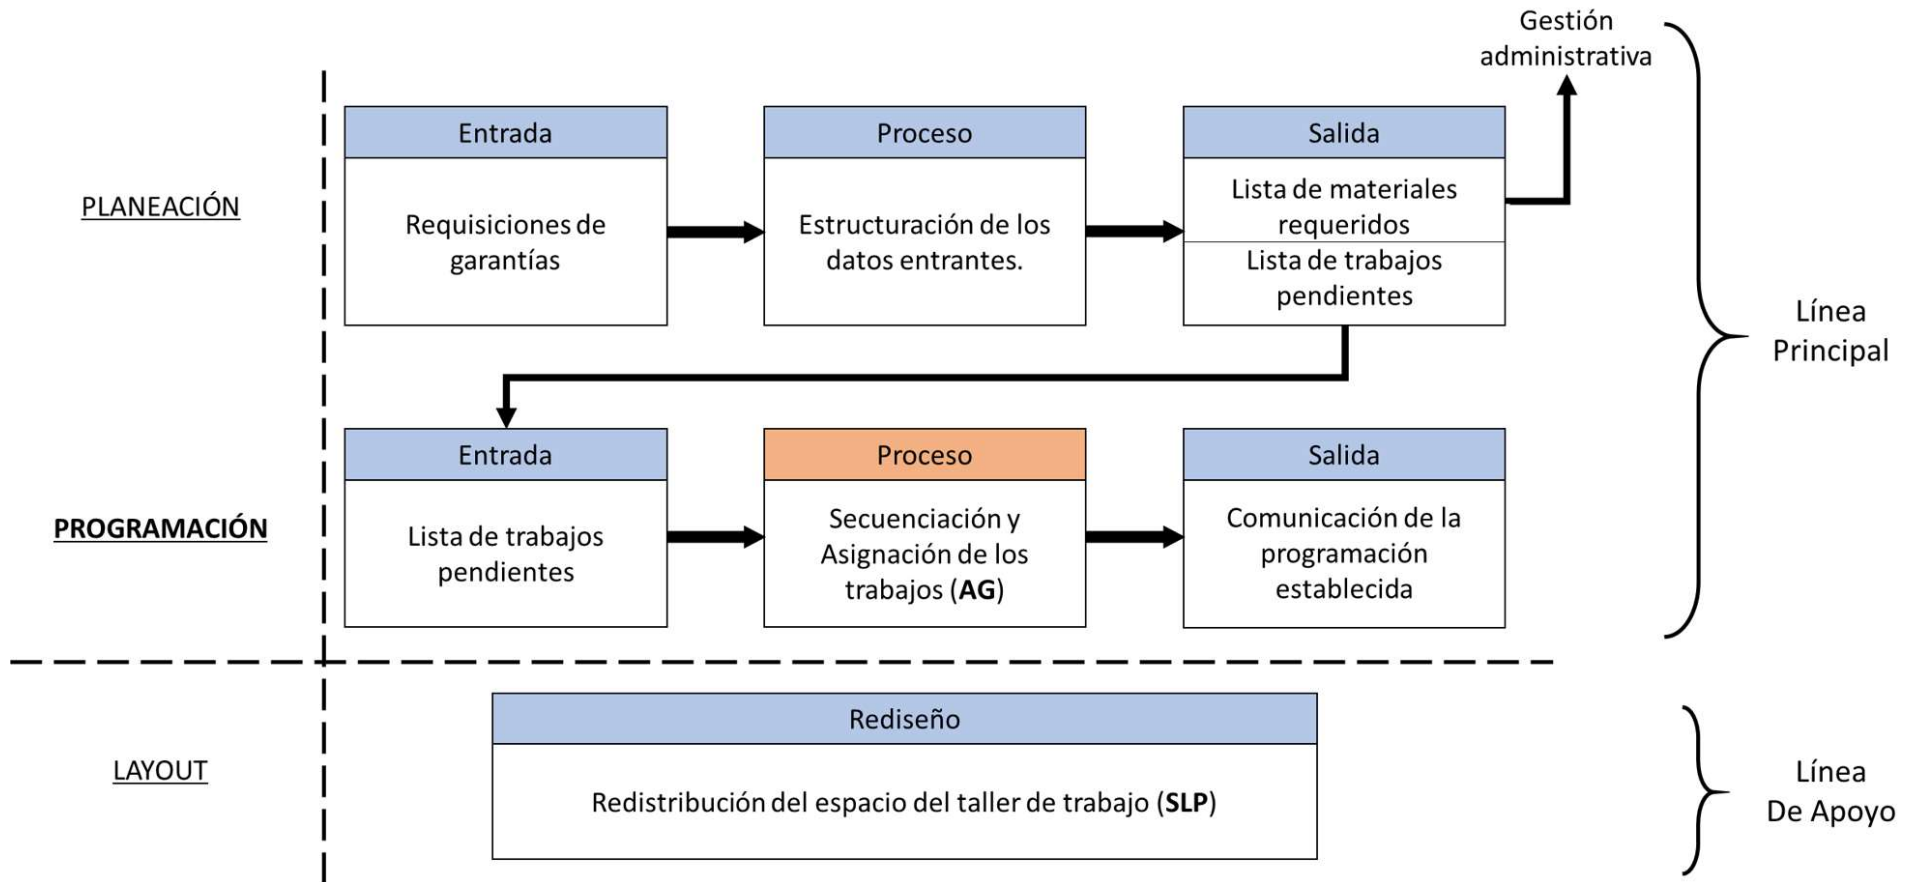 Gestión
administrativa
Entrada
Proceso
Salida
PLANEACIÓN
Requisiciones de
garantías
Estructuración de los
datos entrantes.
Lista de materiales
requeridos
Lista de trabajos
pendientes
Línea
Principal
Entrada
Proceso
Salida
PROGRAMACIÓN
Lista de trabajos
pendientes
Secuenciación y
Asignación de los
trabajos (AG)
Comunicación de la
programación
establecida
Rediseño
LAYOUT
Redistribución del espacio del taller de trabajo (SLP)
Línea
De Apoyo